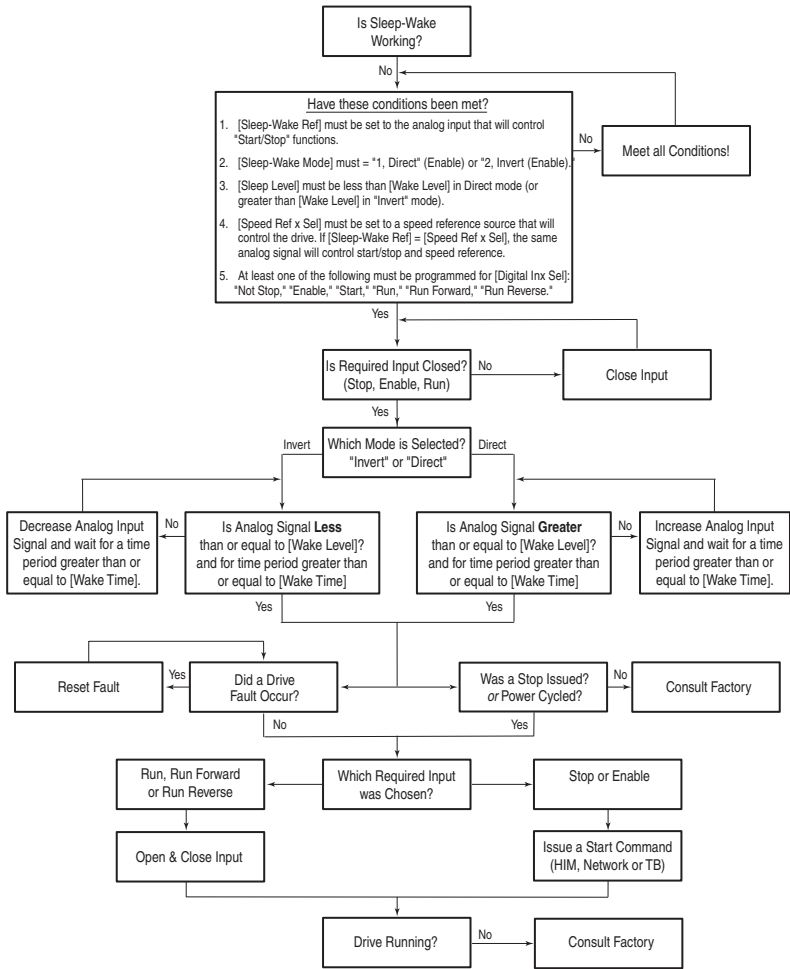 Is Sleep-Wake
Working?
No
Have these conditions been met?
1. [Sleep-Wake Ref] must be set to the analog input that will control
"Start/Stop" functions.
2. [Sleep-Wake Mode] must = "1, Direct" (Enable) or "2, Invert (Enable)."
3. [Sleep Level] must be less than [Wake Level] in Direct mode (or
greater than [Wake Level] in "Invert" mode).
4. [Speed Ref x Sel] must be set to a speed reference source that will
control the drive. If [Sleep-Wake Ref] = [Speed Ref x Sel], the same
analog signal will control start/stop and speed reference.
5. At least one of the following must be programmed for [Digital Inx Sel]:
"Not Stop," "Enable," "Start," "Run," "Run Forward," "Run Reverse."
No
Meet all Conditions!
Yes
Is Required Input Closed?
(Stop, Enable, Run)
No
Close Input
Yes
Which Mode is Selected?
"Invert" or "Direct"
Invert
Direct
Decrease Analog Input
Signal and wait for a time
period greater than or
equal to [Wake Time].
No
Is Analog Signal Less
than or equal to [Wake Level]?
and for time period greater than
or equal to [Wake Time]
Is Analog Signal Greater
than or equal to [Wake Level]?
and for time period greater than
or equal to [Wake Time]
No
Increase Analog Input
Signal and wait for a time
period greater than or
equal to [Wake Time].
Yes
Yes
Reset Fault
Yes
Did a Drive
Fault Occur?
Was a Stop Issued?
or Power Cycled?
No
Consult Factory
No
Yes
Run, Run Forward
or Run Reverse
Which Required Input
was Chosen?
Stop or Enable
Open & Close Input
Issue a Start Command
(HIM, Network or TB)
Drive Running?
No
Consult Factory